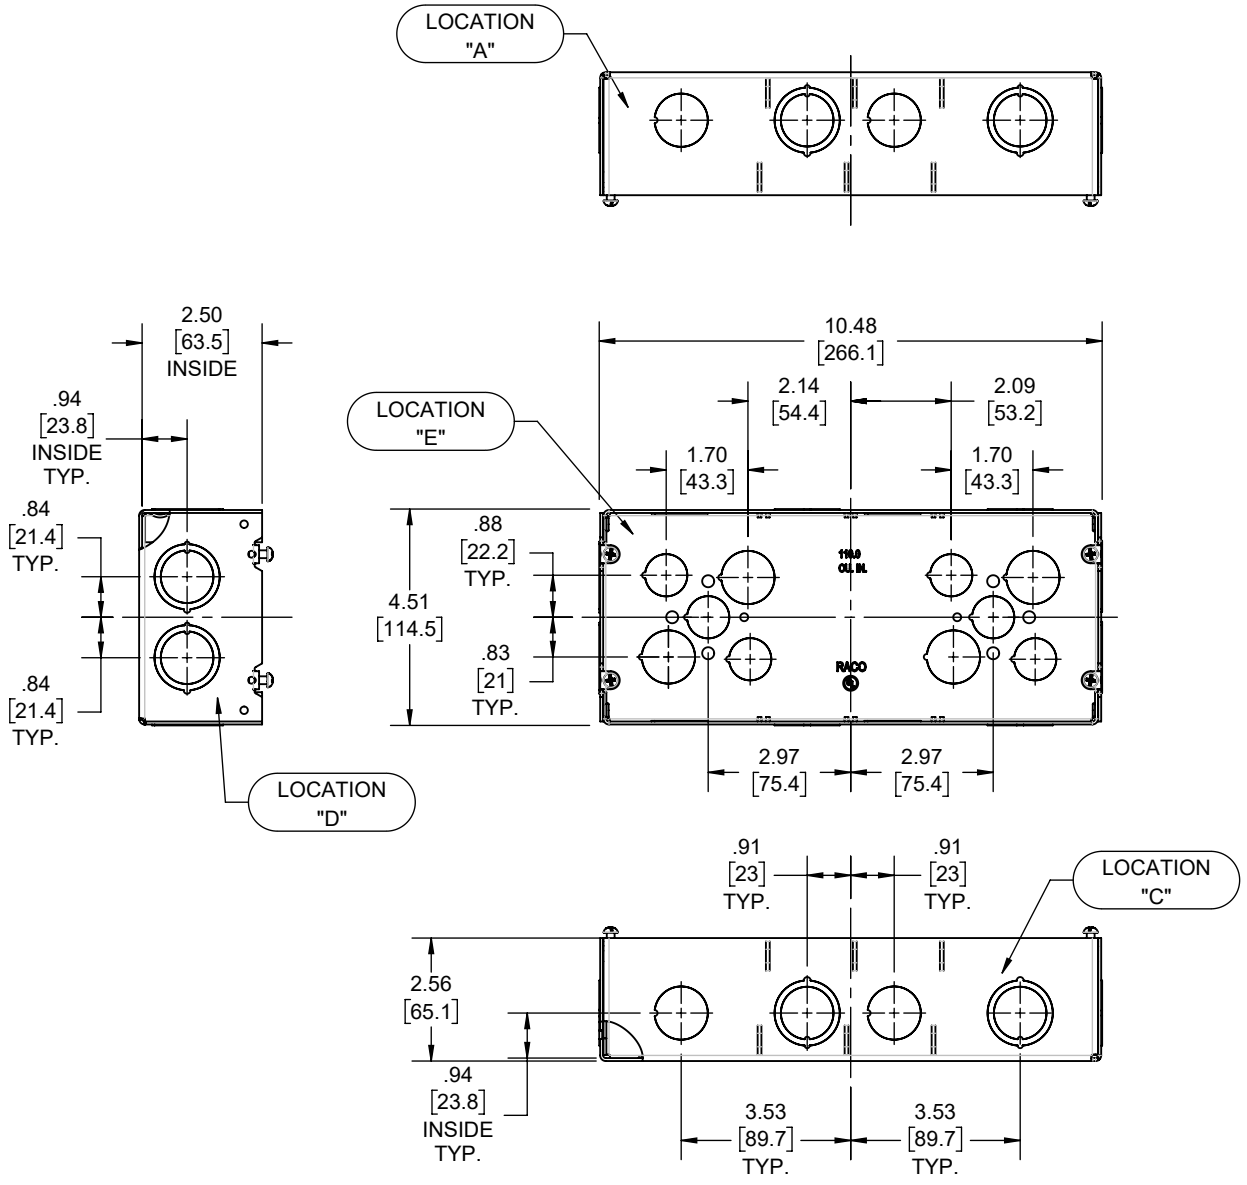 LOCATION
"A"
2.50
[63.5]
INSIDE
10.48
[266.1]
2.14
[54.4]
2.09
[53.2]
.94
[23.8]
INSIDE
TYP.
LOCATION
"E"
1.70
[43.3]
1.70
[43.3]
.84
[21.4]
TYP.
.88
[22.2]
TYP.
110.0
CU. IN.
4.51
[114.5]
.83
[21]
TYP.
RACO
.84
[21.4]
TYP.
2.97
[75.4]
2.97
[75.4]
LOCATION
"D"
.91
[23]
TYP.
.91
[23]
TYP.
LOCATION
"C"
2.56
[65.1]
.94
[23.8]
INSIDE
TYP.
3.53
[89.7]
TYP.
3.53
[89.7]
TYP.